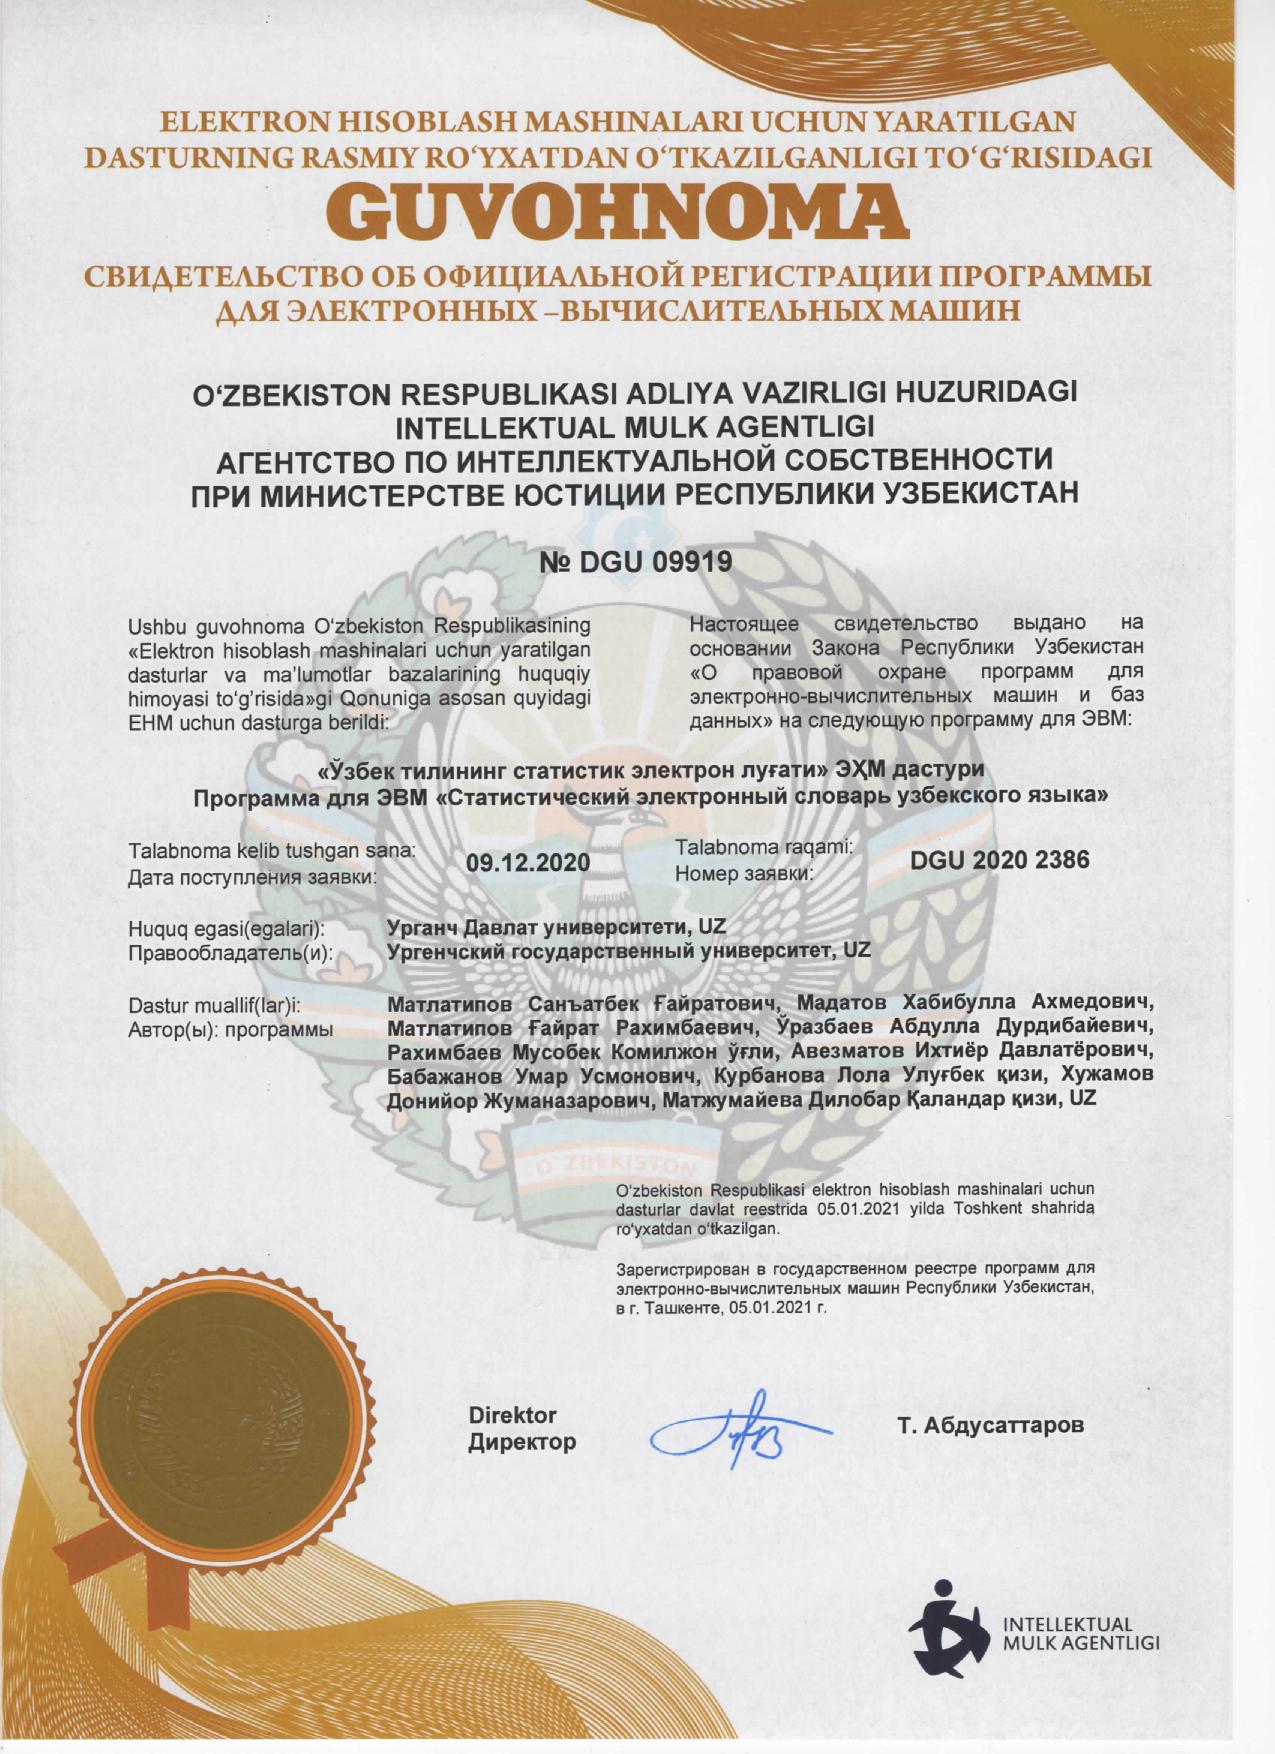 ELEKTRON HISOBLASH MASHINALARI UCHUN YARATILGAN
DASTURNING RASMIY RO‘YXATDAN O‘TKAZILGANLIGI TO‘G‘RISIDAGI
GUVOHNOMA
СВИДЕТЕЛЬСТВО ОБ ОФИЦИАЛЬНОЙ РЕГИСТРАЦИИ ПРОГРАММЫ
ДЛЯ ЭЛЕКТРОННЫХ –ВЫЧИСЛИТЕЛЬНЫХ МАШИН
O‘ZBEKISTON RESPUBLIKASI ADLIYA VAZIRLIGI HUZURIDAGI
INTELLEKTUAL MULK AGENTLIGI
АГЕНТСТВО ПО ИНТЕЛЛЕКТУАЛЬНОЙ СОБСТВЕННОСТИ
ПРИ МИНИСТЕРСТВЕ ЮСТИЦИИ РЕСПУБЛИКИ УЗБЕКИСТАН
№ DGU 09919
Ushbu guvohnoma O‘zbekiston Respublikasining
«Elektron hisoblash mashinalari uchun yaratilgan
dasturlar va ma’lumotlar bazalarining huquqiy
himoyasi to‘g‘risida»gi Qonuniga asosan quyidagi
EHM uchun dasturga berildi:
Настоящее свидетельство выдано на
основании Закона Республики Узбекистан
«О правовой охране программ для
электронно-вычислительных машин и баз
данных» на следующую программу для ЭВМ:
«Ўзбек тилининг статистик электрон луғати» ЭҲМ дастури
Программа для ЭВМ «Статистический электронный словарь узбекского языка»
Talabnoma kelib tushgan sana:
Дата поступления заявки:
09.12.2020
Talabnoma raqami:
Номер заявки:
DGU 2020 2386
Huquq egasi(egalari):
Правообладатель(и):
Урганч Давлат университети, UZ
Ургенчский государственный университет, UZ
Dastur muallif(lar)i:
Автор(ы): программы
Матлатипов Санъатбек Ғайратович, Мадатов Хабибулла Ахмедович,
Матлатипов Ғайрат Рахимбаевич, Ўразбаев Абдулла Дурдибайевич,
Рахимбаев Мусобек Комилжон ўғли, Авезматов Ихтиёр Давлатёрович,
Бабажанов Умар Усмонович, Курбанова Лола Улуғбек қизи, Хужамов
Донийор Жуманазарович, Матжумайева Дилобар Қаландар қизи, UZ
O‘ZBEKISTON
O‘zbekiston Respublikasi elektron hisoblash mashinalari uchun
dasturlar davlat reestrida 05.01.2021 yilda Toshkent shahrida
ro‘yxatdan o‘tkazilgan.
Зарегистрирован в государственном реестре программ для
электронно-вычислительных машин Республики Узбекистан,
в г. Ташкенте, 05.01.2021 г.
Direktor
Директор
Т. Абдусаттаров
INTELLEKTUAL
MULK AGENTLIGI